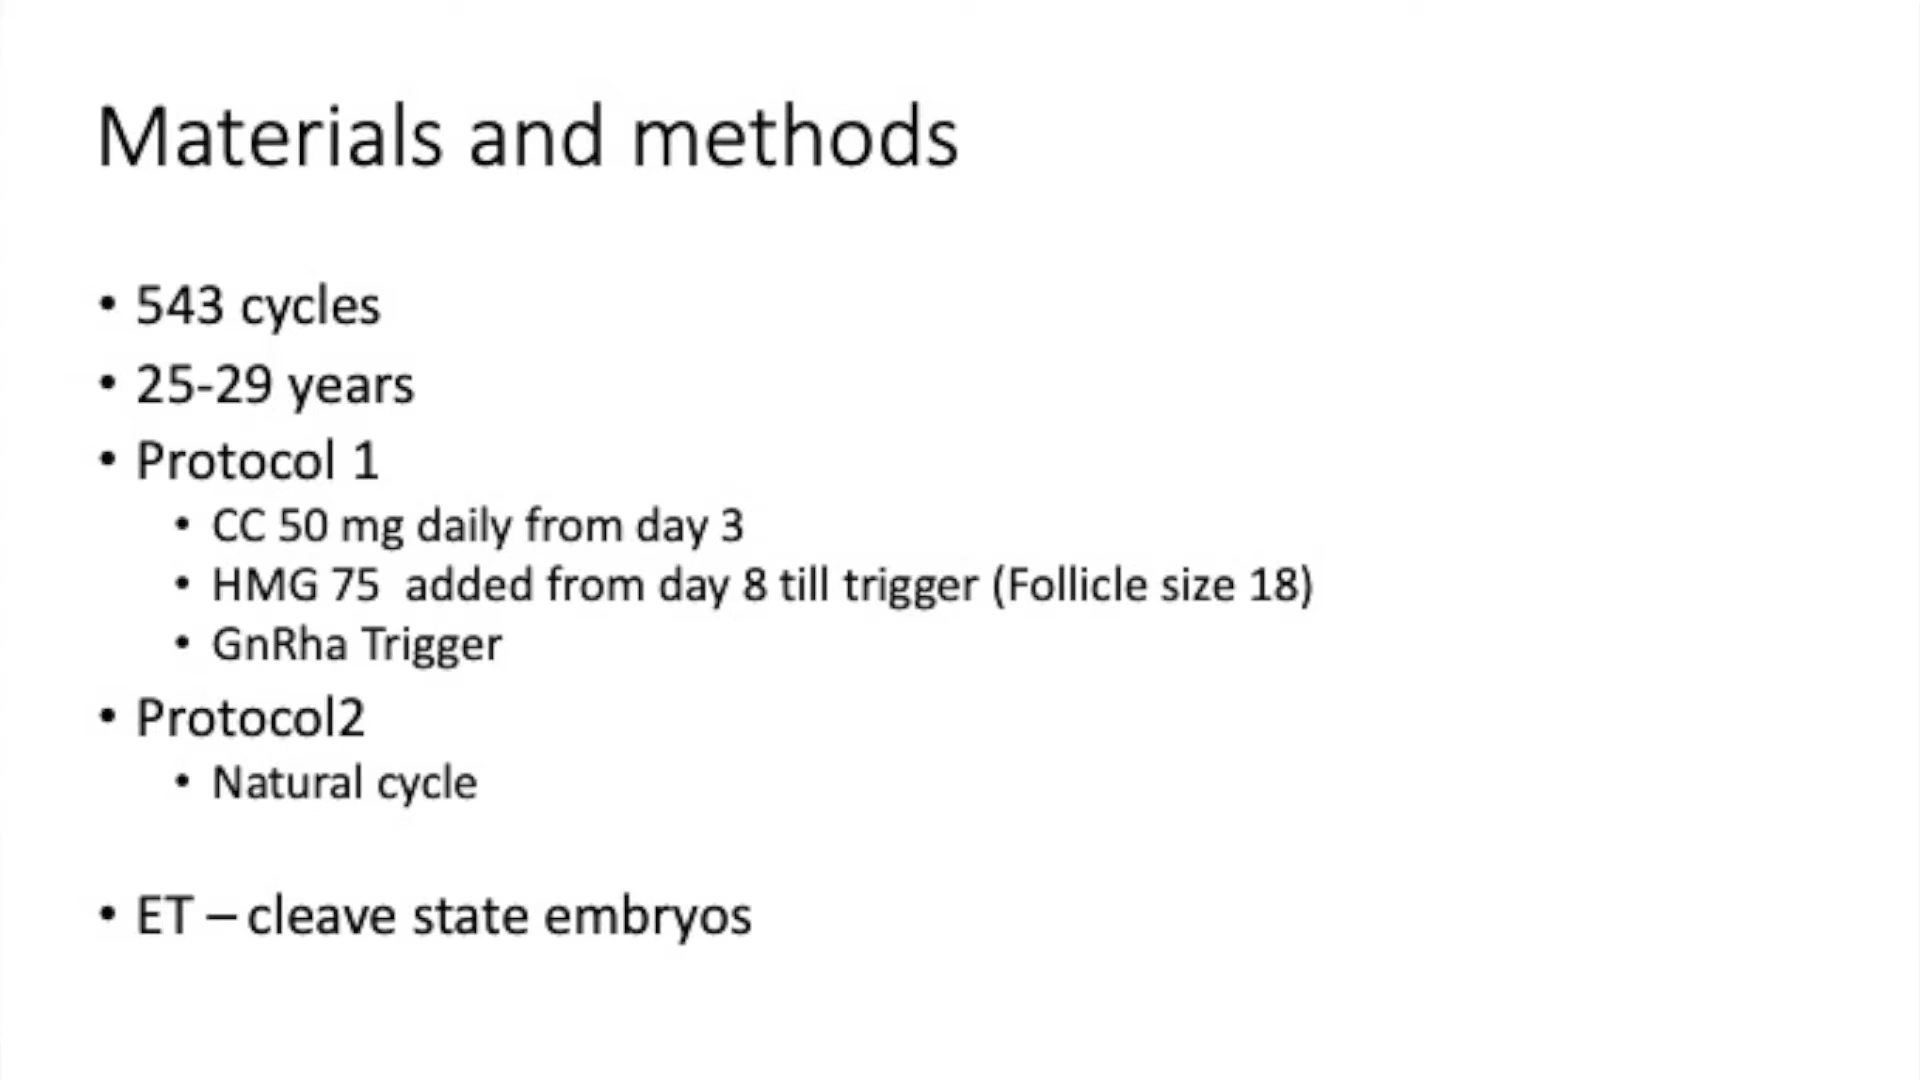 Materials and methods
• 543 cycles
• 25-29 years
• Protocol 1
• CC 50 mg daily from day 3
• HMG 75  added from day 8 till trigger (Follicle size 18)
• GnRha Trigger
• Protocol2
• Natural cycle
• ET – cleave state embryos